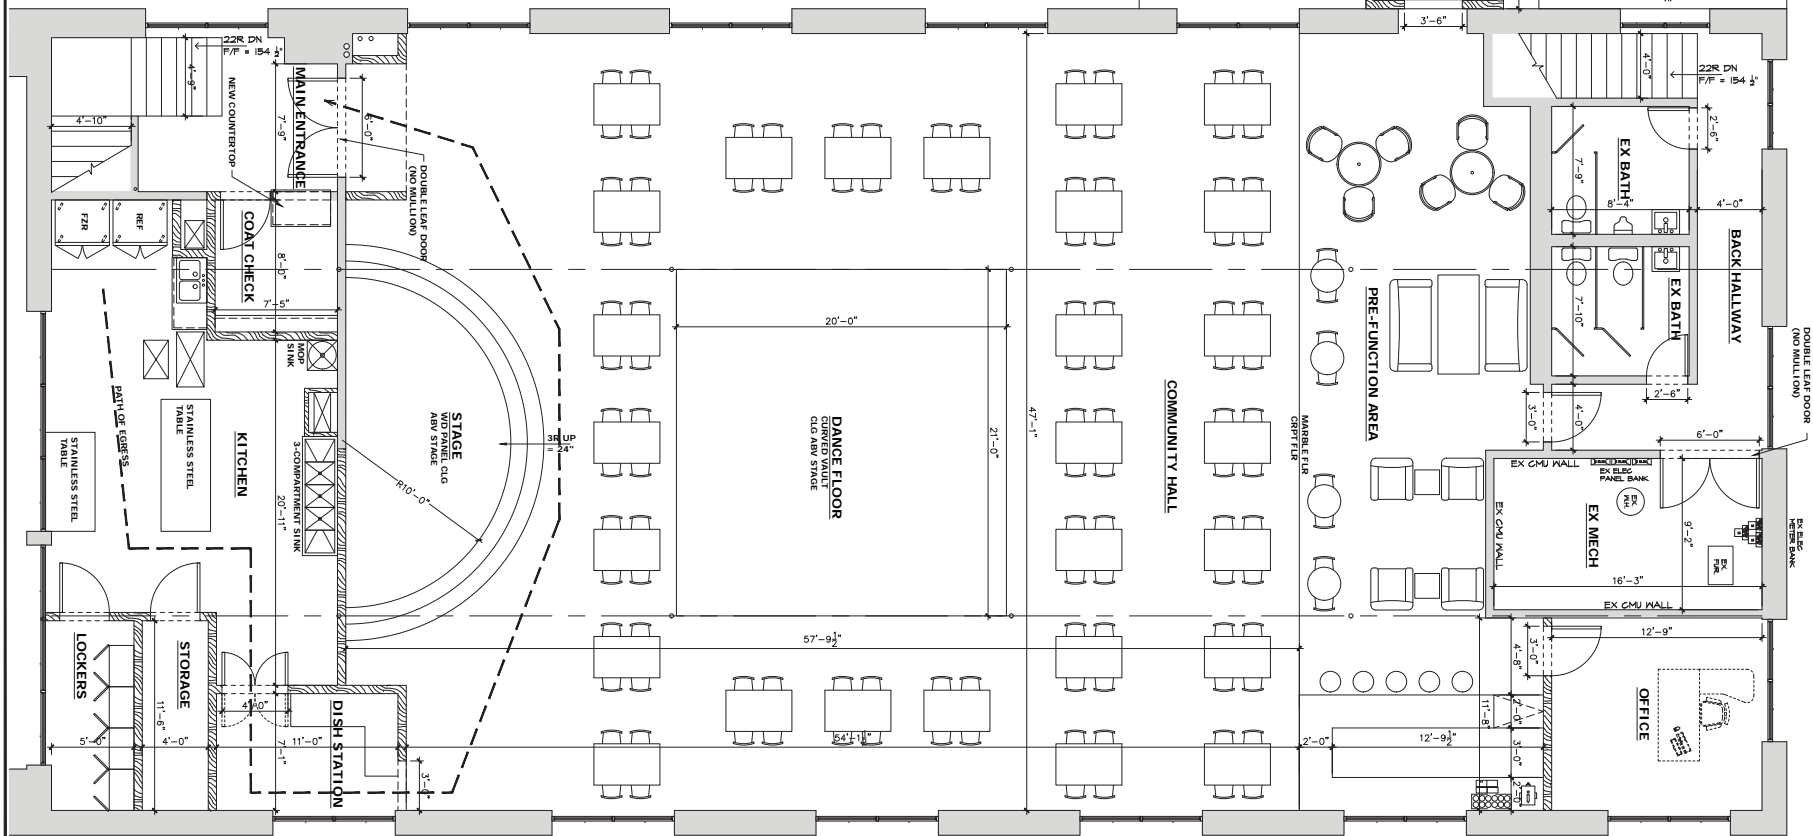 22R DN
F/F = 154 ½"
4'-9"
4'-10"
NEW COUNTERTOP
MAIN ENTRANCE
7'-9"
6'-0"
DOUBLE LEAF DOOR
(NO MULLION)
FZR
REF
COAT CHECK
8'-0"
7'-5"
MOP
SINK
PATH OF EGRESS
STAINLESS STEEL
TABLE
STAINLESS STEEL
TABLE
KITCHEN
3-COMPARTMENT SINK
20'-11"
STAGE
WD PANEL CLG
ABV STAGE
3R UP
= 24"
R10'-0"
LOCKERS
STORAGE
11'-6"
5'-0"
4'-0"
4'-0"
11'-0"
7'-1"
DISH STATION
3'-0"
20'-0"
21'-0"
DANCE FLOOR
CURVED VAULT
CLG ABV STAGE
47'-1"
57'-9½"
COMMUNITY HALL
MARBLE FLR
CRPT FLR
3'-6"
PRE-FUNCTION AREA
22R DN
F/F = 154 ½"
4'-0"
2'-6"
EX BATH
7'-9"
8'-4"
4'-0"
BACK HALLWAY
EX BATH
7'-10"
2'-6"
3'-0"
4'-0"
6'-0"
DOUBLE LEAF DOOR
(NO MULLION)
EX CMU WALL
EX ELEC
PANEL BANK
EX
W.H.
EX CMU WALL
EX MECH
9'-2"
EX ELEC
METER BANK
EX
FUR.
16'-3"
EX CMU WALL
12'-9"
3'-0"
4'-8"
OFFICE
11'-8"
2'-0"
2'-0"
12'-9½"
3'-0"
2'-0"